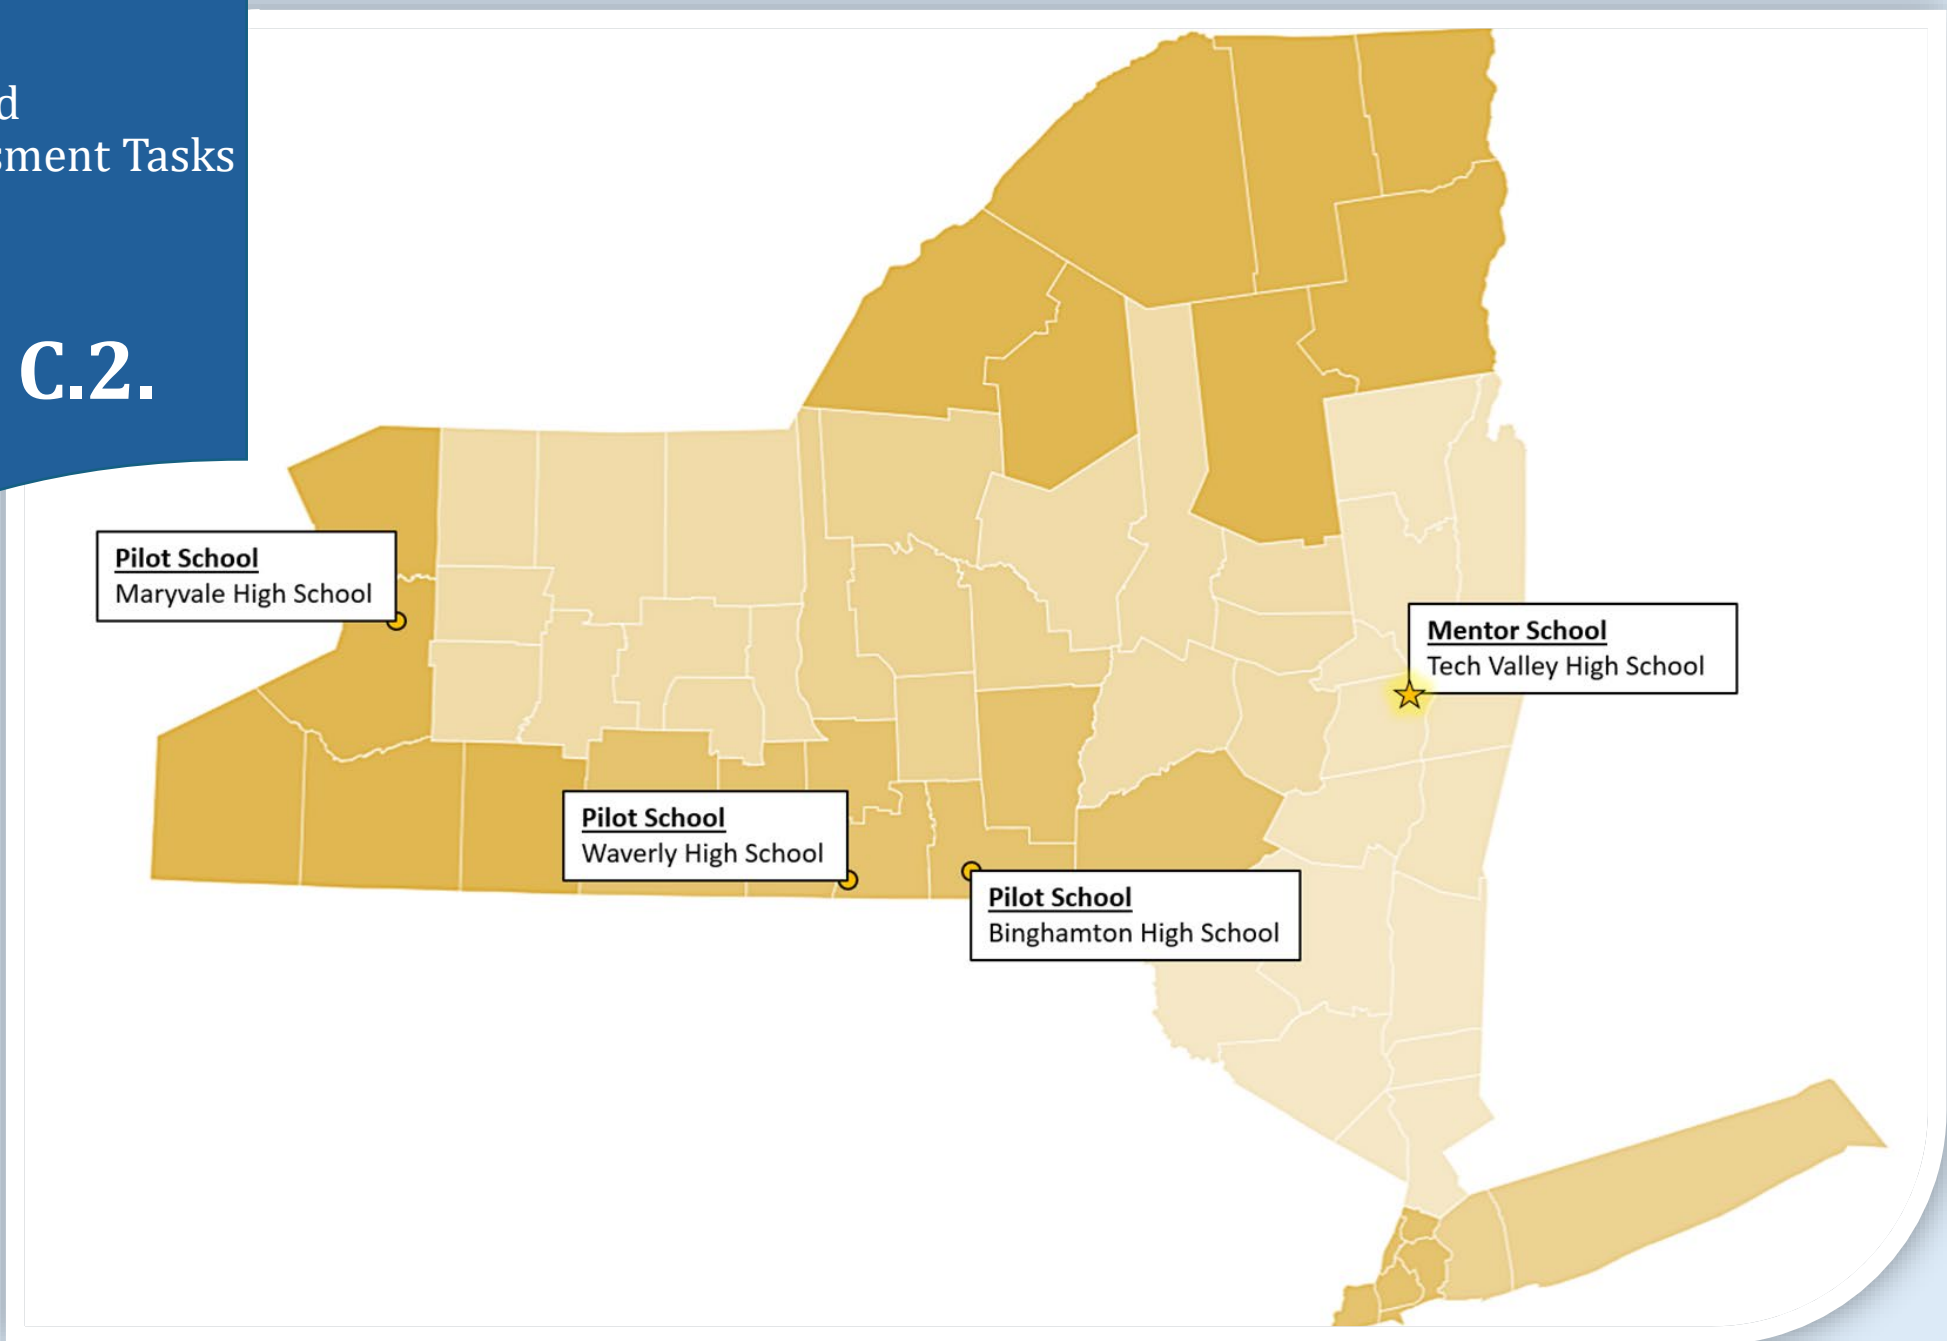 d
sment Tasks
C.2.
Pilot School
Maryvale High School
Mentor School
Tech Valley High School
Pilot School
Waverly High School
Pilot School
Binghamton High School